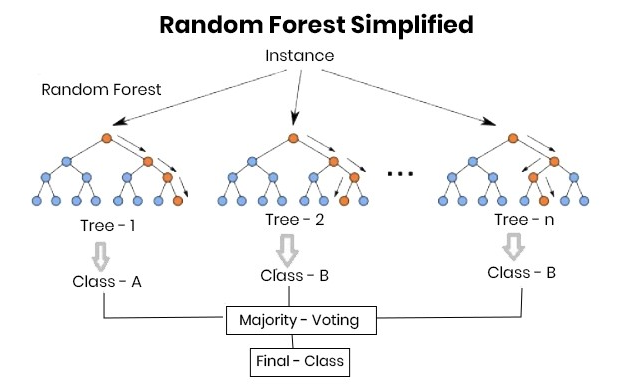 Random Forest Simplified
Instance
Random Forest
...
Tree - 1
Tree - 2
Tree - n
Class - A
Class - B
Class - B
Majority - Voting
Final - Class